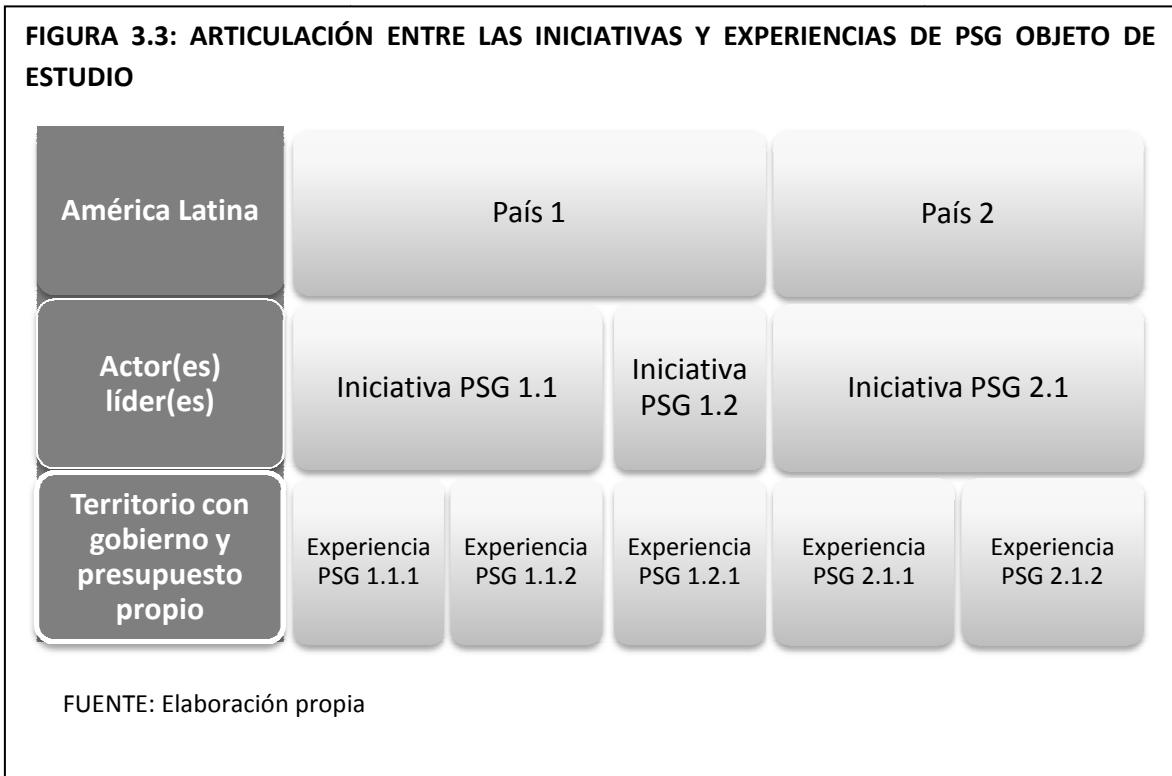 FIGURA 3.3: ARTICULACIÓN ENTRE LAS INICIATIVAS Y EXPERIENCIAS DE PSG OBJETO DE
ESTUDIO
América Latina
País 1
País 2
Actor(es)
líder(es)
Iniciativa PSG 1.1
Iniciativa
PSG 1.2
Iniciativa PSG 2.1
Territorio con
gobierno y
presupuesto
propio
Experiencia
PSG 1.1.1
Experiencia
PSG 1.1.2
Experiencia
PSG 1.2.1
Experiencia
PSG 2.1.1
Experiencia
PSG 2.1.2
FUENTE: Elaboración propia